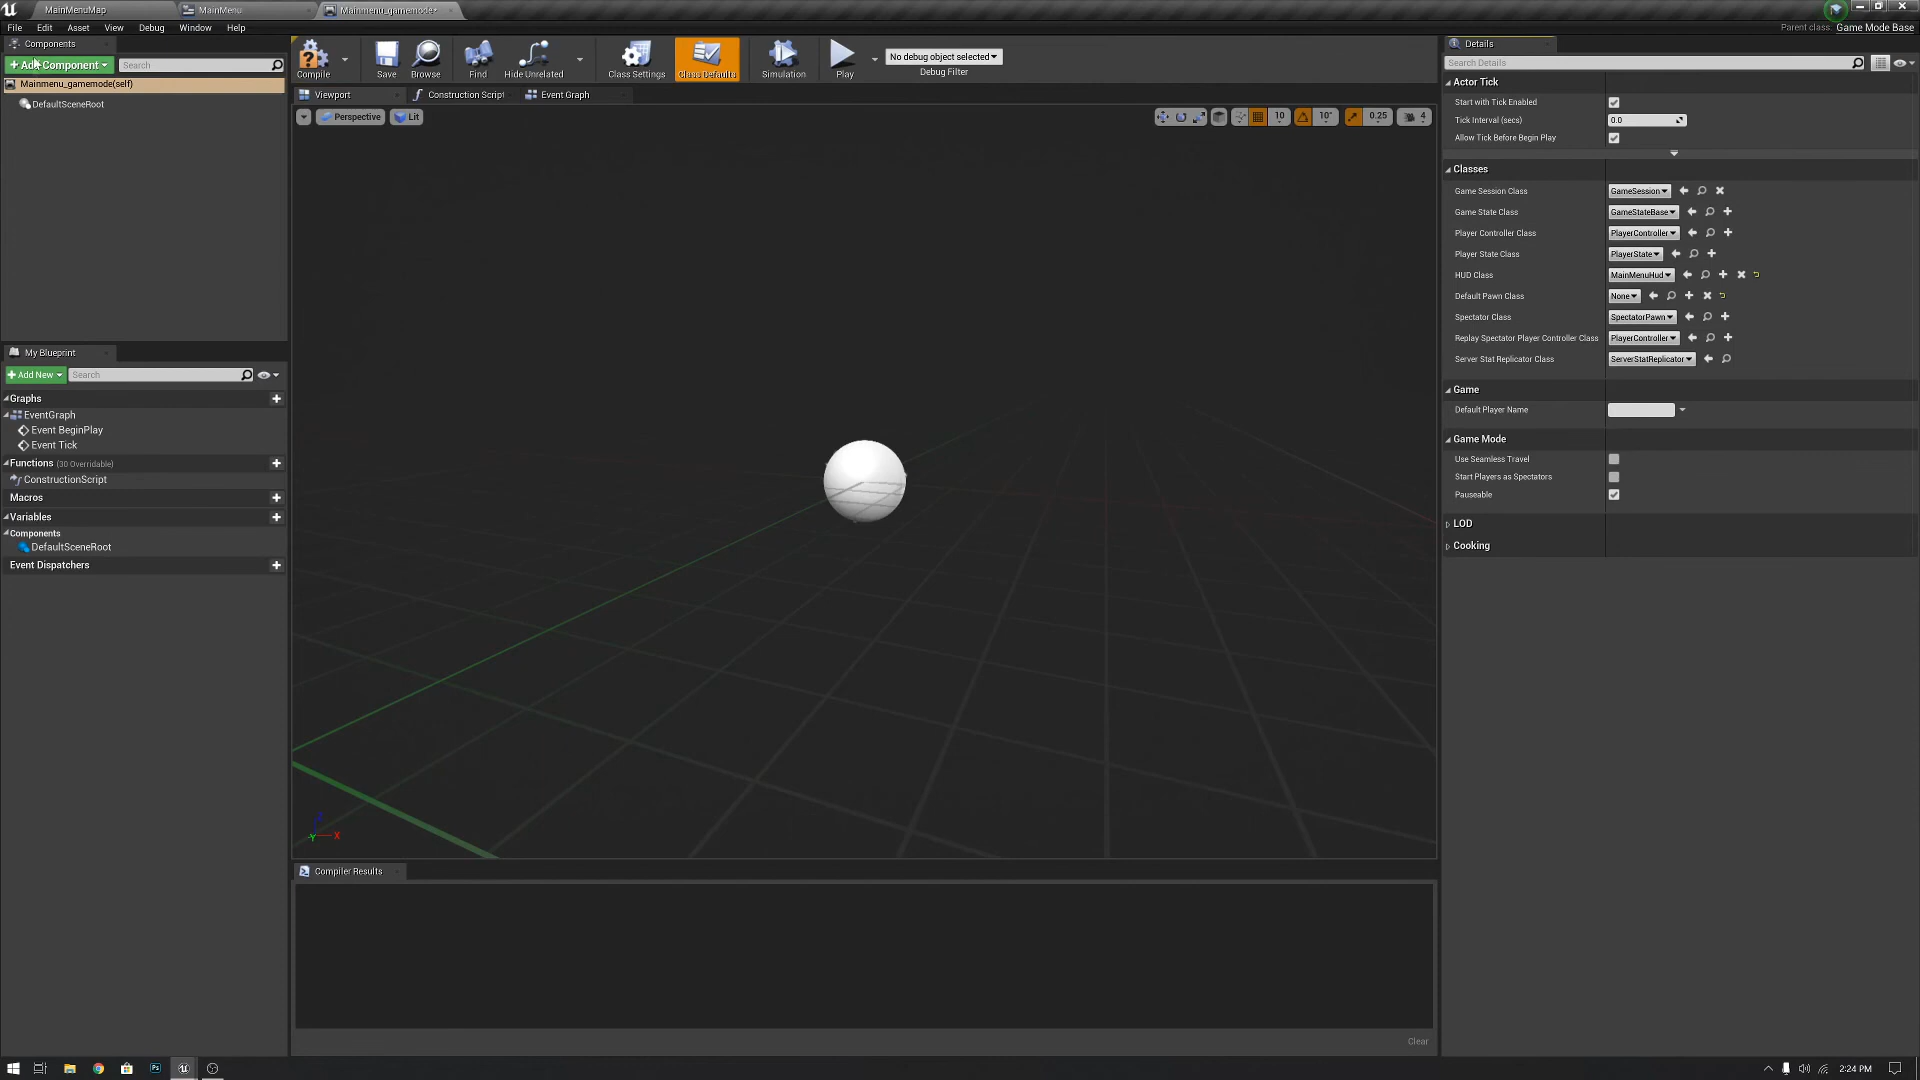 MainMenuMap
MainMenu
Mainmenu_gamemode*
File Edit Asset View Debug Window Help
Parent class: Game Mode Base
Components
+ Add Component
Search
Mainmenu_gamemode(self)
DefaultSceneRoot
My Blueprint
+ Add New
Search
Graphs
EventGraph
Event BeginPlay
Event Tick
Functions (30 Overridable)
ConstructionScript
Macros
Variables
Components
DefaultSceneRoot
Event Dispatchers
Compile
Save
Browse
Find
Hide Unrelated
Class Settings
Class Defaults
Simulation
Play
No debug object selected
Debug Filter
Viewport
Construction Script
Event Graph
Perspective
Lit
10
10°
0.25
4
Z
Y
X
Compiler Results
Clear
Details
Search Details
Actor Tick
Start with Tick Enabled
Tick Interval (secs) 0.0
Allow Tick Before Begin Play
Classes
Game Session Class GameSession
Game State Class GameStateBase
Player Controller Class PlayerController
Player State Class PlayerState
HUD Class MainMenuHud
Default Pawn Class None
Spectator Class SpectatorPawn
Replay Spectator Player Controller Class PlayerController
Server Stat Replicator Class ServerStatReplicator
Game
Default Player Name
Game Mode
Use Seamless Travel
Start Players as Spectators
Pauseable
LOD
Cooking
Ps
2:24 PM